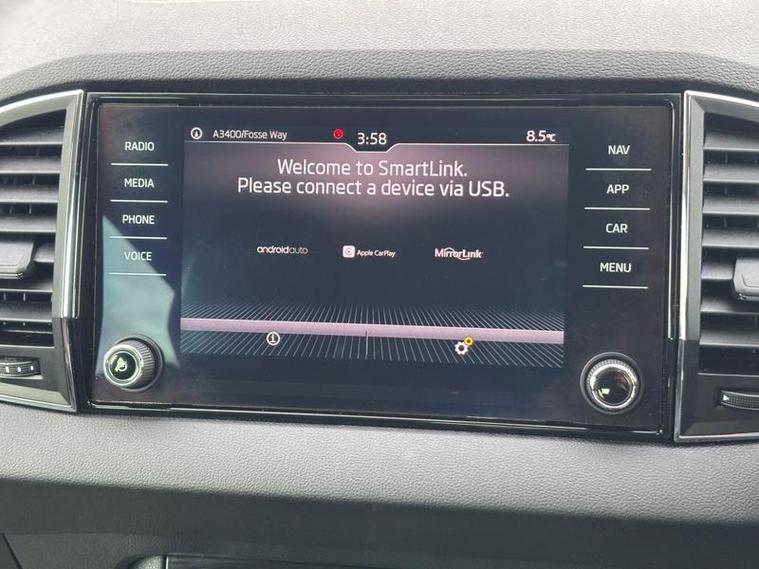 A3400/Fosse Way
3:58
8.5°C
Welcome to SmartLink.
Please connect a device via USB.
androidauto
Apple CarPlay
MirrorLink
RADIO
MEDIA
PHONE
VOICE
NAV
APP
CAR
MENU